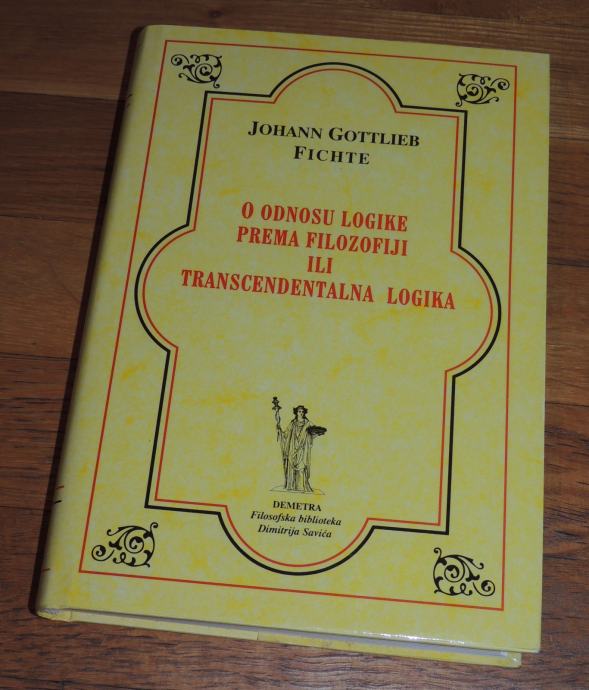 JOHANN GOTTLIEB
FICHTE
O ODNOSU LOGIKE
PREMA FILOZOFIJI
ILI
TRANSCENDENTALNA LOGIKA
DEMETRA
Filosofska biblioteka
Dimitrija Savića